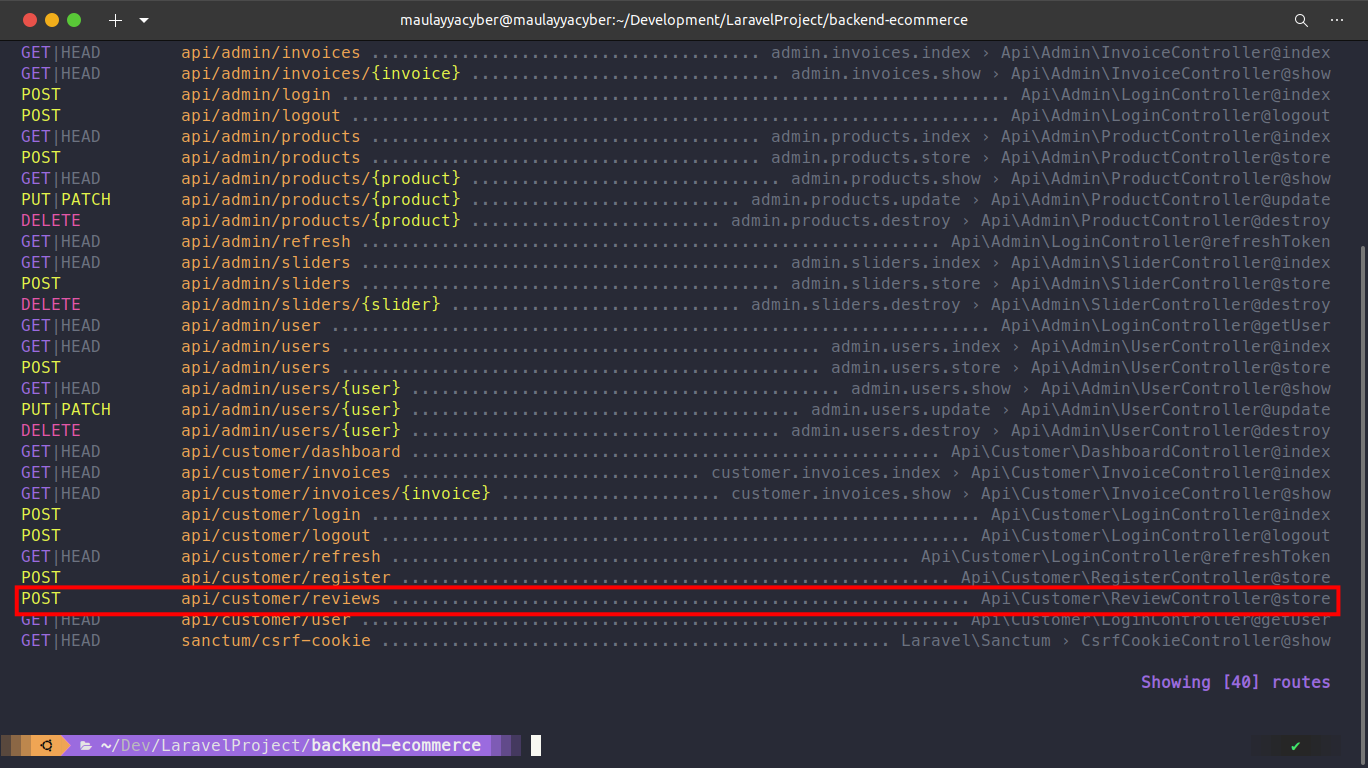 maulayyacyber@maulayyacyber:~/Development/LaravelProject/backend-ecommerce
GET|HEAD api/admin/invoices ....................................... admin.invoices.index › Api\Admin\InvoiceController@index
GET|HEAD api/admin/invoices/{invoice} ............................... admin.invoices.show › Api\Admin\InvoiceController@show
POST api/admin/login ................................................................... Api\Admin\LoginController@index
POST api/admin/logout ................................................................. Api\Admin\LoginController@logout
GET|HEAD api/admin/products ....................................... admin.products.index › Api\Admin\ProductController@index
POST api/admin/products ....................................... admin.products.store › Api\Admin\ProductController@store
GET|HEAD api/admin/products/{product} ............................... admin.products.show › Api\Admin\ProductController@show
PUT|PATCH api/admin/products/{product} ........................... admin.products.update › Api\Admin\ProductController@update
DELETE api/admin/products/{product} ......................... admin.products.destroy › Api\Admin\ProductController@destroy
GET|HEAD api/admin/refresh .......................................................... Api\Admin\LoginController@refreshToken
GET|HEAD api/admin/sliders .......................................... admin.sliders.index › Api\Admin\SliderController@index
POST api/admin/sliders .......................................... admin.sliders.store › Api\Admin\SliderController@store
DELETE api/admin/sliders/{slider} ............................. admin.sliders.destroy › Api\Admin\SliderController@destroy
GET|HEAD api/admin/user .................................................................. Api\Admin\LoginController@getUser
GET|HEAD api/admin/users ................................................ admin.users.index › Api\Admin\UserController@index
POST api/admin/users ................................................ admin.users.store › Api\Admin\UserController@store
GET|HEAD api/admin/users/{user} ........................................... admin.users.show › Api\Admin\UserController@show
PUT|PATCH api/admin/users/{user} ....................................... admin.users.update › Api\Admin\UserController@update
DELETE api/admin/users/{user} ..................................... admin.users.destroy › Api\Admin\UserController@destroy
GET|HEAD api/customer/dashboard ..................................................... Api\Customer\DashboardController@index
GET|HEAD api/customer/invoices .............................. customer.invoices.index › Api\Customer\InvoiceController@index
GET|HEAD api/customer/invoices/{invoice} ...................... customer.invoices.show › Api\Customer\InvoiceController@show
POST api/customer/login ............................................................. Api\Customer\LoginController@index
POST api/customer/logout ........................................................... Api\Customer\LoginController@logout
GET|HEAD api/customer/refresh .................................................... Api\Customer\LoginController@refreshToken
POST api/customer/register ....................................................... Api\Customer\RegisterController@store
POST api/customer/reviews .......................................................... Api\Customer\ReviewController@store
GET|HEAD api/customer/user ............................................................ Api\Customer\LoginController@getUser
GET|HEAD sanctum/csrf-cookie ................................................... Laravel\Sanctum › CsrfCookieController@show
Showing [40] routes
~/Dev/LaravelProject/backend-ecommerce ✔